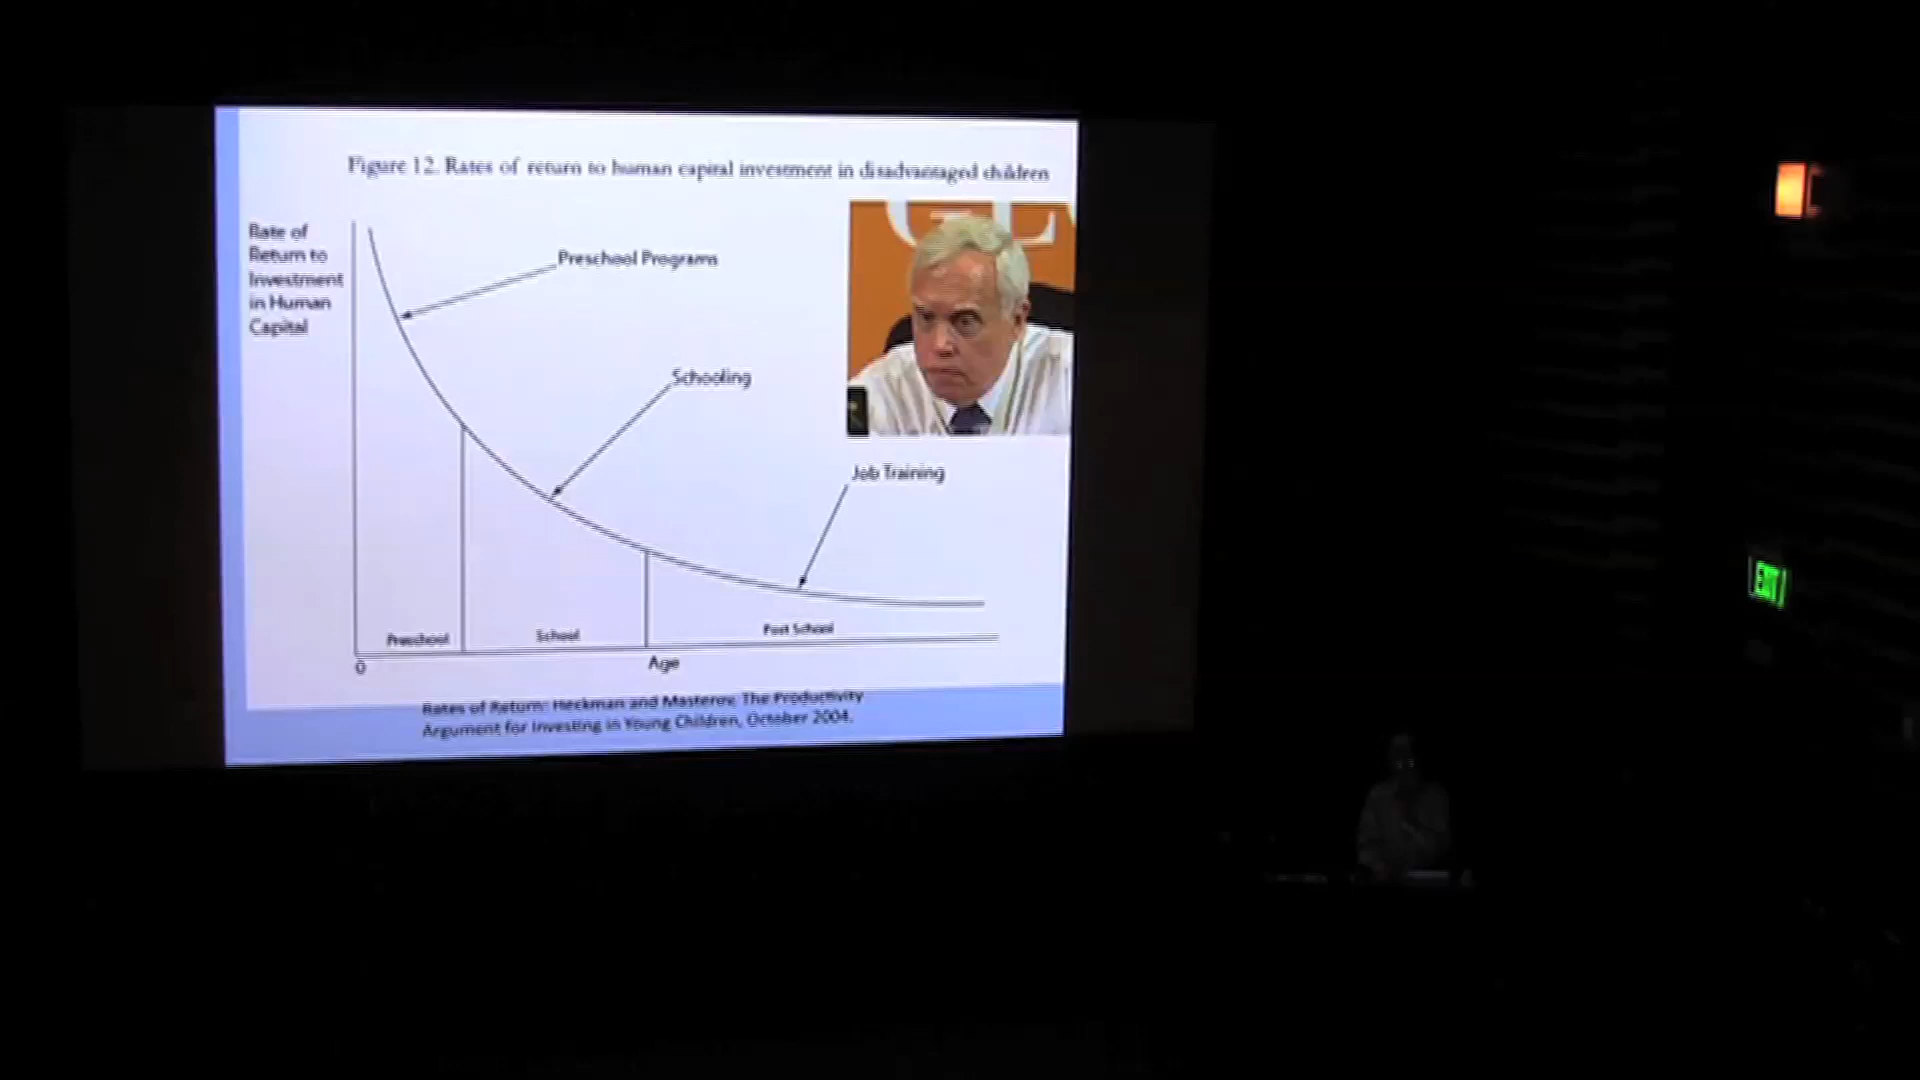 Figure 12. Rates of return to human capital investment in disadvantaged children
Rate of
Return to
Investment
in Human
Capital
Preschool Programs
Schooling
Job Training
Preschool
School
Post School
0
Age
Rates of Return: Heckman and Masterov, The Productivity
Argument for Investing in Young Children, October 2004.
EXIT